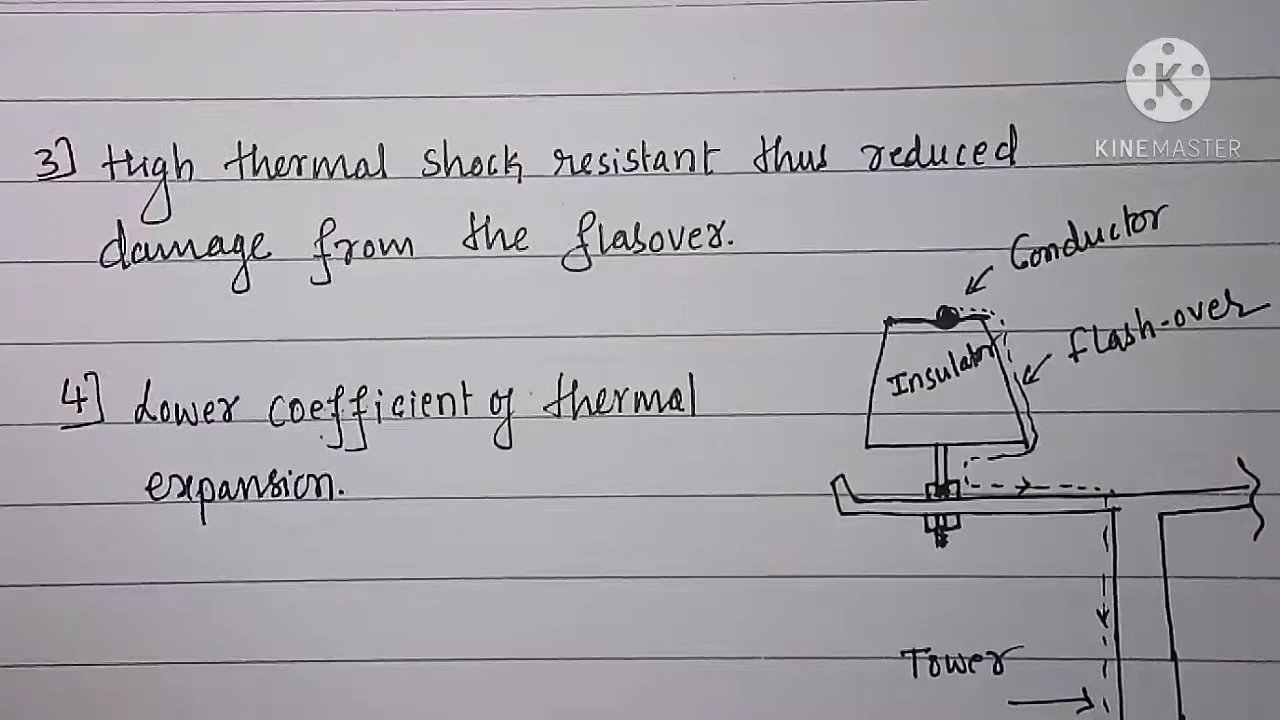 3] High thermal shock resistant thus reduced
damage from the flasover.
4] Lower coefficient of thermal
expansion.
Conductor
flash-over
Insulator
Tower
K
KINEMASTER